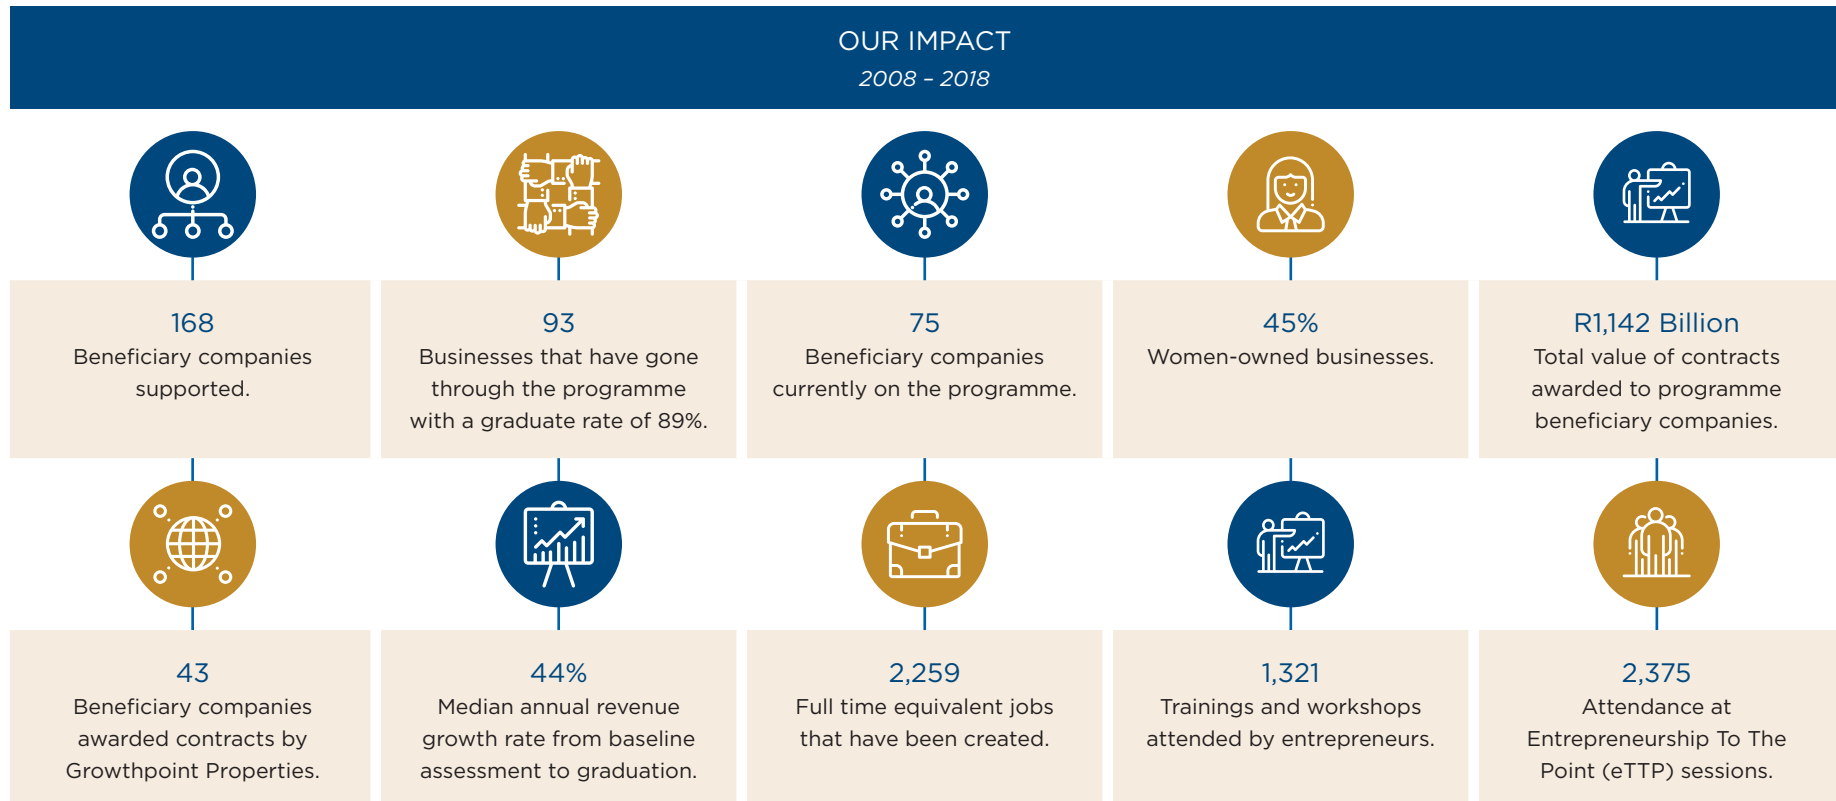 OUR IMPACT
2008 – 2018
168
Beneficiary companies
supported.
93
Businesses that have gone
through the programme
with a graduate rate of 89%.
75
Beneficiary companies
currently on the programme.
45%
Women-owned businesses.
R1,142 Billion
Total value of contracts
awarded to programme
beneficiary companies.
43
Beneficiary companies
awarded contracts by
Growthpoint Properties.
44%
Median annual revenue
growth rate from baseline
assessment to graduation.
2,259
Full time equivalent jobs
that have been created.
1,321
Trainings and workshops
attended by entrepreneurs.
2,375
Attendance at
Entrepreneurship To The
Point (eTTP) sessions.